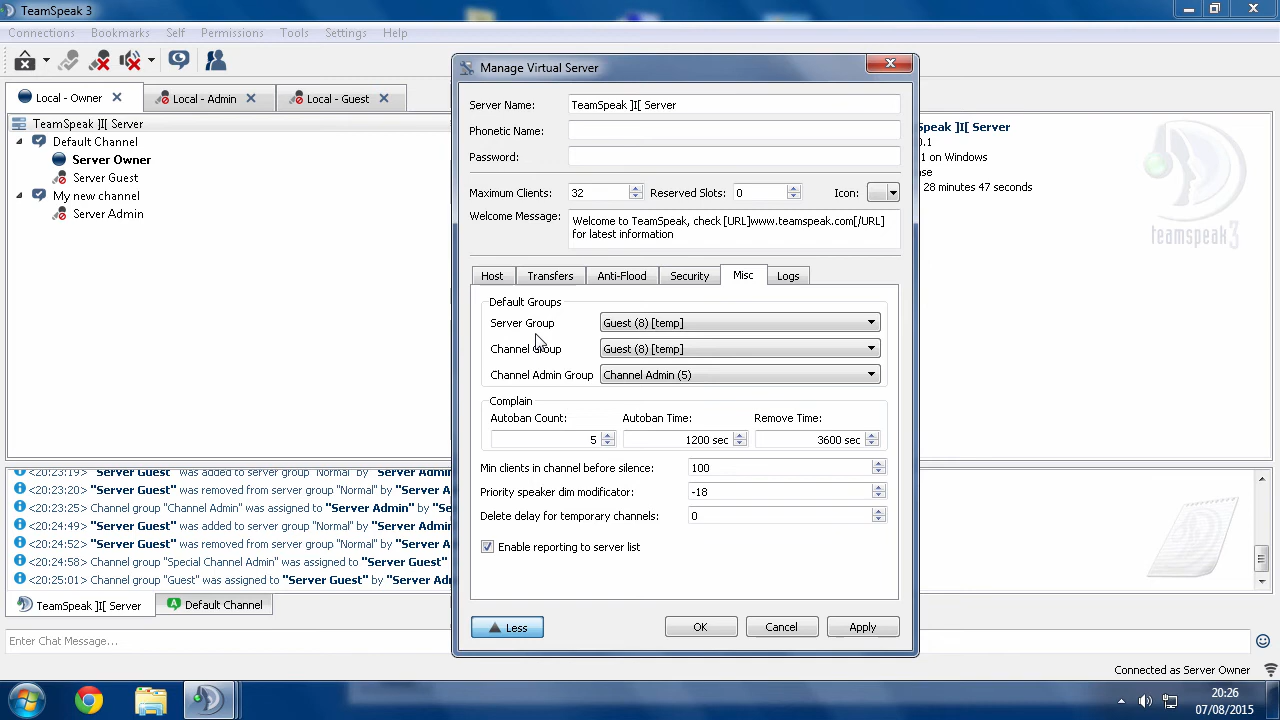 TeamSpeak 3
Connections Bookmarks Self Permissions Tools Settings Help
Local - Owner Local - Admin Local - Guest
TeamSpeak ]I[ Server
Default Channel
Server Owner
Server Guest
My new channel
Server Admin
Manage Virtual Server
Server Name: TeamSpeak ]I[ Server
Phonetic Name:
Password:
Maximum Clients: 32 Reserved Slots: 0 Icon:
Welcome Message: Welcome to TeamSpeak, check [URL]www.teamspeak.com[/URL]
for latest information
Host Transfers Anti-Flood Security Misc Logs
Default Groups
Server Group Guest (8) [temp]
Channel Group Guest (8) [temp]
Channel Admin Group Channel Admin (5)
Complain
Autoban Count: Autoban Time: Remove Time:
5 1200 sec 3600 sec
Min clients in channel before silence: 100
Priority speaker dim modificator: -18
Delete delay for temporary channels: 0
Enable reporting to server list
Less OK Cancel Apply
peak ]I[ Server
.1
1 on Windows
se
28 minutes 47 seconds
teamspeak3
<20:23:19> "Server Guest" was added to server group "Normal" by "Server Adm
<20:23:20> "Server Guest" was removed from server group "Normal" by "Server
<20:23:25> Channel group "Channel Admin" was assigned to "Server Admin" by "
<20:24:49> "Server Guest" was added to server group "Normal" by "Server Adm
<20:24:52> "Server Guest" was removed from server group "Normal" by "Server
<20:24:56> Channel group "Special Channel Admin" was assigned to "Server Gue
<20:25:01> Channel group "Guest" was assigned to "Server Guest" by "Server Ad
TeamSpeak ]I[ Server Default Channel
Enter Chat Message...
Connected as Server Owner
20:26
07/08/2015